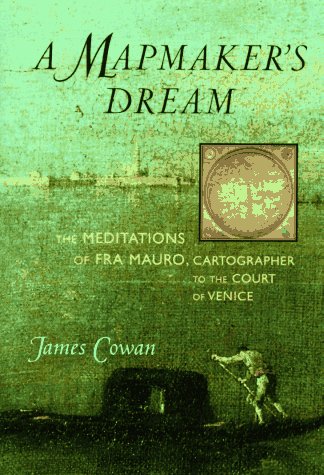 A MAPMAKER'S
DREAM
THE MEDITATIONS
OF FRA MAURO, CARTOGRAPHER
TO THE COURT
OF VENICE
James Cowan